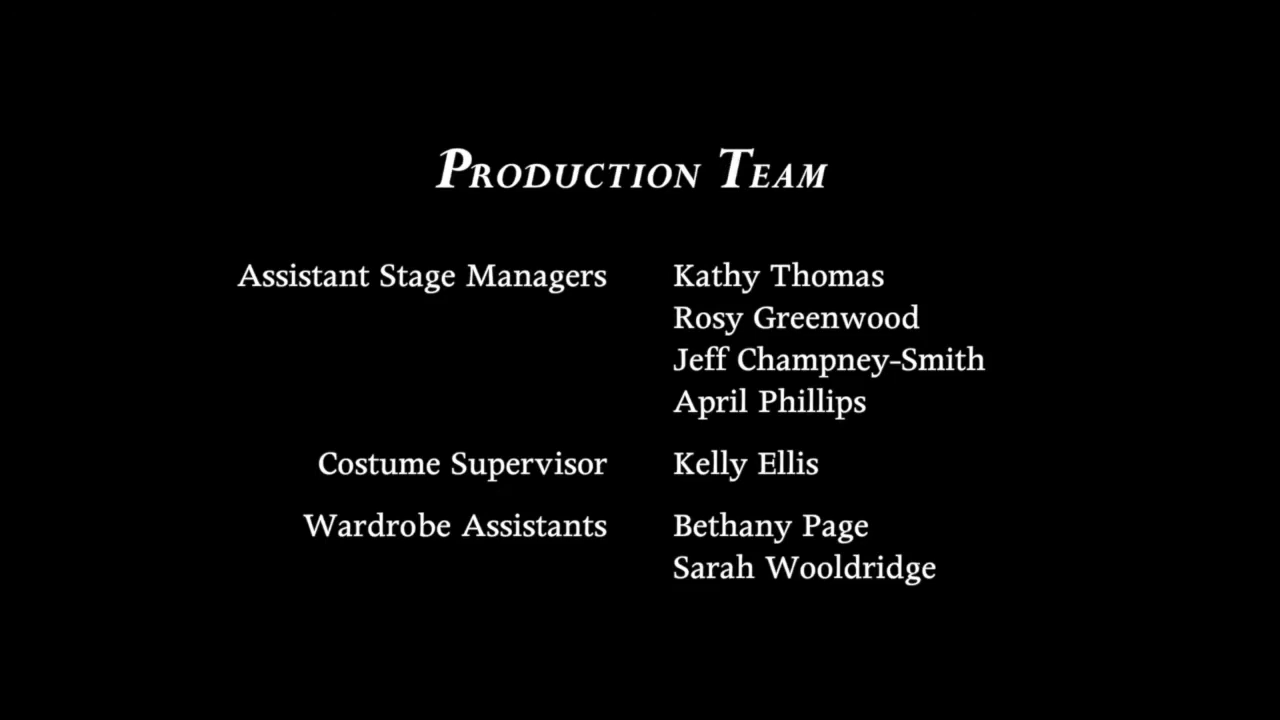 PRODUCTION TEAM
Assistant Stage Managers Kathy Thomas
Rosy Greenwood
Jeff Champney-Smith
April Phillips
Costume Supervisor Kelly Ellis
Wardrobe Assistants Bethany Page
Sarah Wooldridge